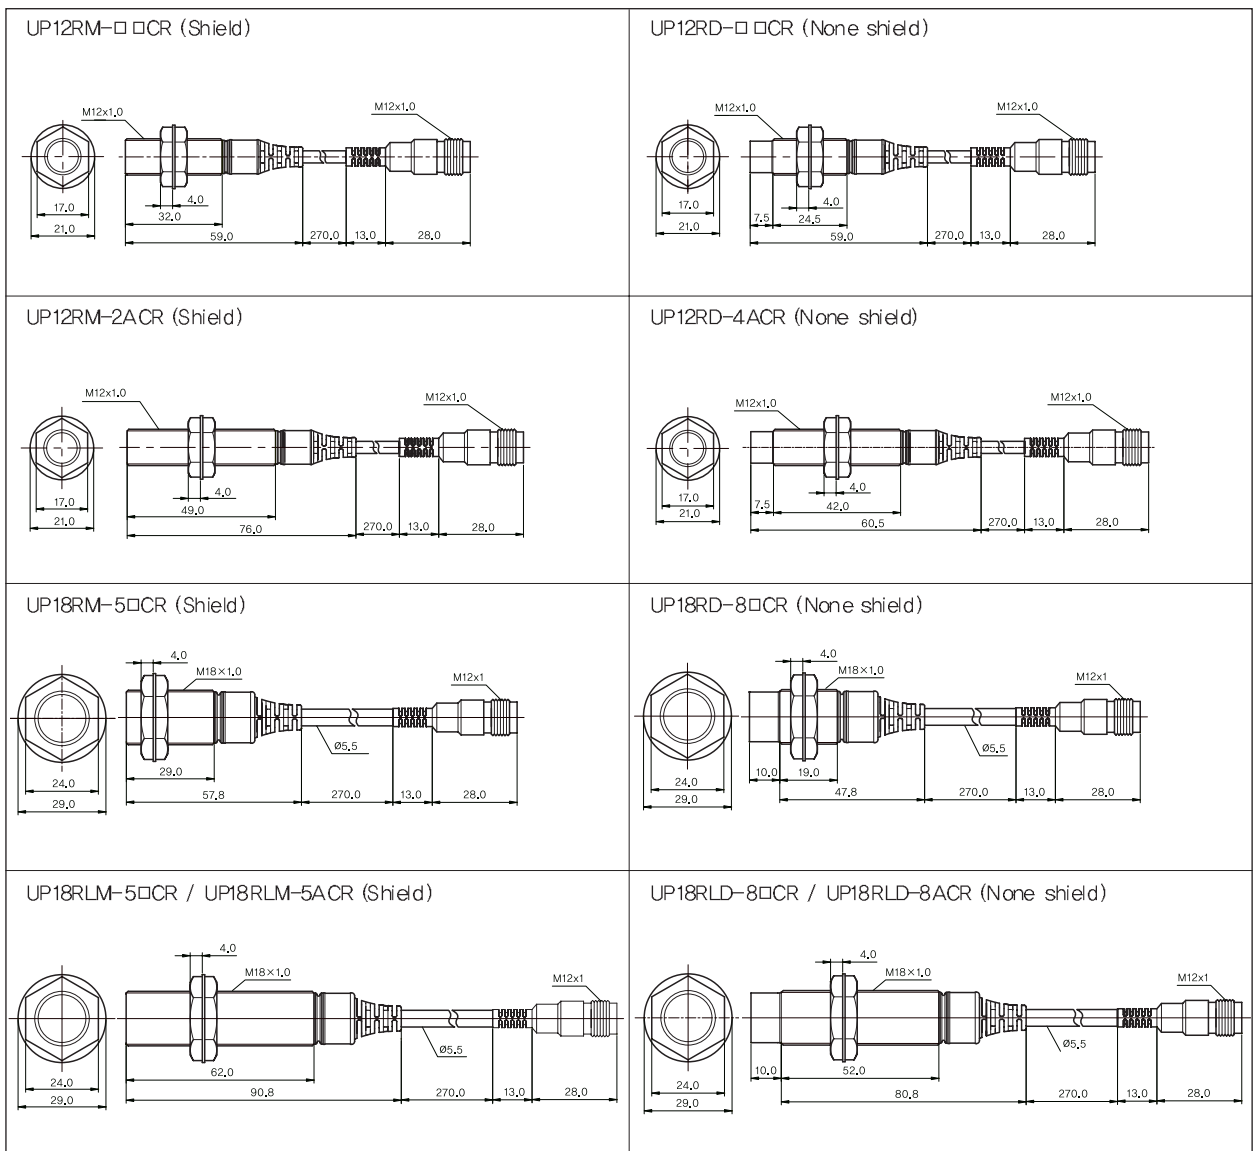 UP12RM-□□CR (Shield)
M12x1.0
M12x1.0
17.0
21.0
4.0
32.0
59.0
270.0
13.0
28.0
UP12RD-□□CR (None shield)
M12x1.0
M12x1.0
17.0
21.0
4.0
7.5
24.5
59.0
270.0
13.0
28.0
UP12RM-2ACR (Shield)
M12x1.0
M12x1.0
17.0
21.0
4.0
49.0
76.0
270.0
13.0
28.0
UP12RD-4ACR (None shield)
M12x1.0
M12x1.0
17.0
21.0
4.0
7.5
42.0
60.5
270.0
13.0
28.0
UP18RM-5□CR (Shield)
4.0
M18×1.0
M12x1
Ø5.5
24.0
29.0
29.0
57.8
270.0
13.0
28.0
UP18RD-8□CR (None shield)
4.0
M18×1.0
M12x1
Ø5.5
24.0
29.0
10.0
19.0
47.8
270.0
13.0
28.0
UP18RLM-5□CR / UP18RLM-5ACR (Shield)
4.0
M18×1.0
M12x1
Ø5.5
24.0
29.0
62.0
90.8
270.0
13.0
28.0
UP18RLD-8□CR / UP18RLD-8ACR (None shield)
4.0
M18×1.0
M12x1
Ø5.5
24.0
29.0
10.0
52.0
80.8
270.0
13.0
28.0